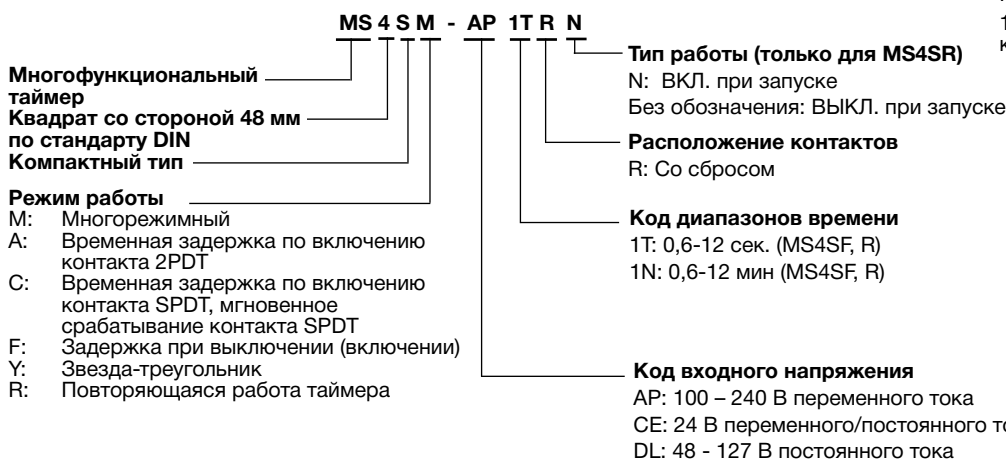 MS 4 S M - AP 1T R N
Многофункциональный
таймер
Квадрат со стороной 48 мм
по стандарту DIN
Компактный тип
Режим работы
M: Многорежимный
A: Временная задержка по включению
контакта 2PDT
C: Временная задержка по включению
контакта SPDT, мгновенное
срабатывание контакта SPDT
F: Задержка при выключении (включении)
Y: Звезда-треугольник
R: Повторяющаяся работа таймера
Тип работы (только для MS4SR)
N: ВКЛ. при запуске
Без обозначения: ВЫКЛ. при запуске
Расположение контактов
R: Со сбросом
Код диапазонов времени
1T: 0,6-12 сек. (MS4SF, R)
1N: 0,6-12 мин (MS4SF, R)
Код входного напряжения
AP: 100 – 240 В переменного тока
CE: 24 В переменного/постоянного
DL: 48 - 127 В постоянного тока